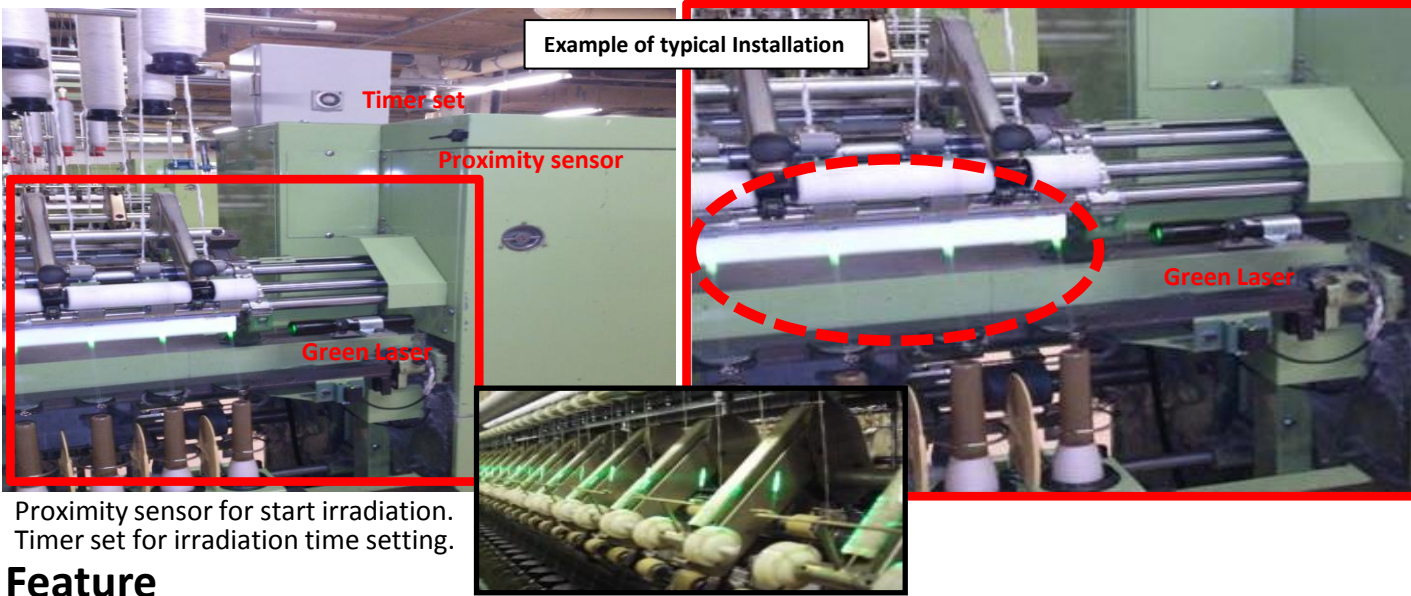 Example of typical Installation
Timer set
Proximity sensor
Green Laser
Green Laser
Proximity sensor for start irradiation.
Timer set for irradiation time setting.
Feature